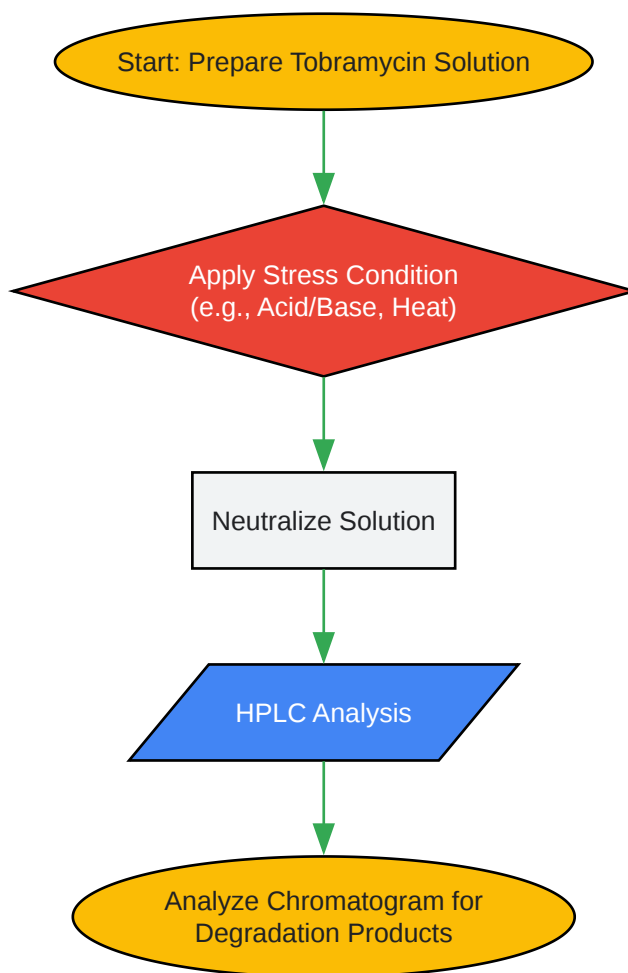 Start: Prepare Tobramycin Solution
Apply Stress Condition
(e.g., Acid/Base, Heat)
Neutralize Solution
HPLC Analysis
Analyze Chromatogram for
Degradation Products